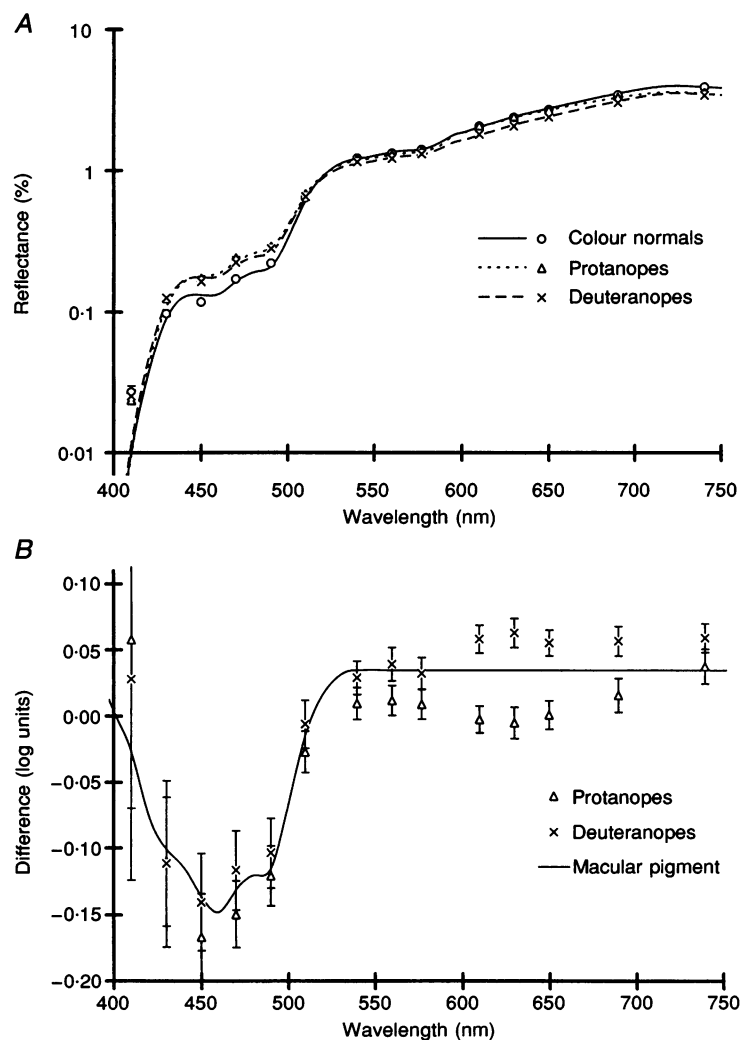 A
10
1
0·1
0·01
Reflectance (%)
Colour normals
Protanopes
Deuteranopes
400 450 500 550 600 650 700 750
Wavelength (nm)
B
0·10
0·05
0·00
−0·05
−0·10
−0·15
−0·20
Difference (log units)
Protanopes
Deuteranopes
Macular pigment
400 450 500 550 600 650 700 750
Wavelength (nm)